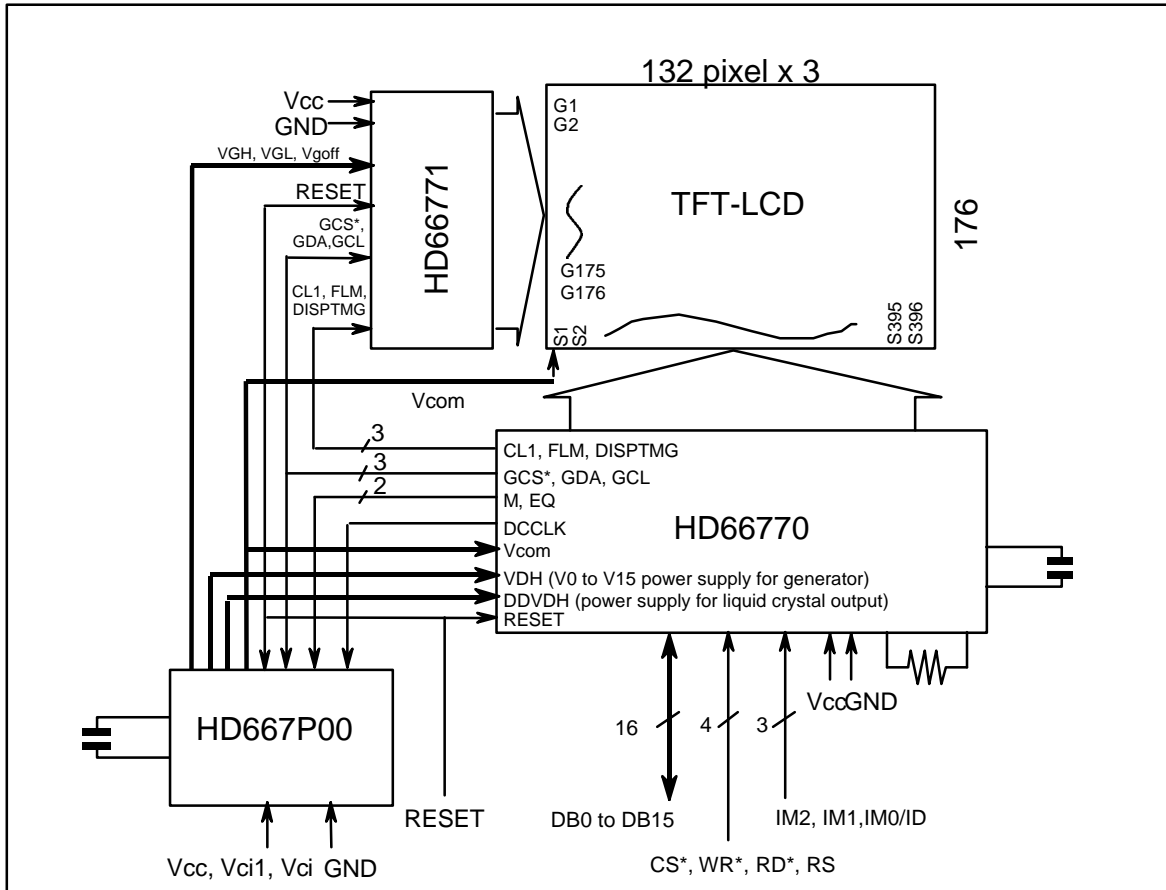 132 pixel x 3
Vcc
GND
VGH, VGL, Vgoff
RESET
GCS*,
GDA,GCL
CL1, FLM,
DISPTMG
HD66771
G1
G2
TFT-LCD
176
G175
G176
S1
S2
S395
S396
Vcom
3
3
2
CL1, FLM, DISPTMG
GCS*, GDA, GCL
M, EQ
DCCLK
Vcom
VDH (V0 to V15 power supply for generator)
DDVDH (power supply for liquid crystal output)
RESET
HD66770
HD667P00
Vcc, Vci1, Vci
GND
RESET
16
4
3
Vcc
GND
DB0 to DB15
IM2, IM1,IM0/ID
CS*, WR*, RD*, RS